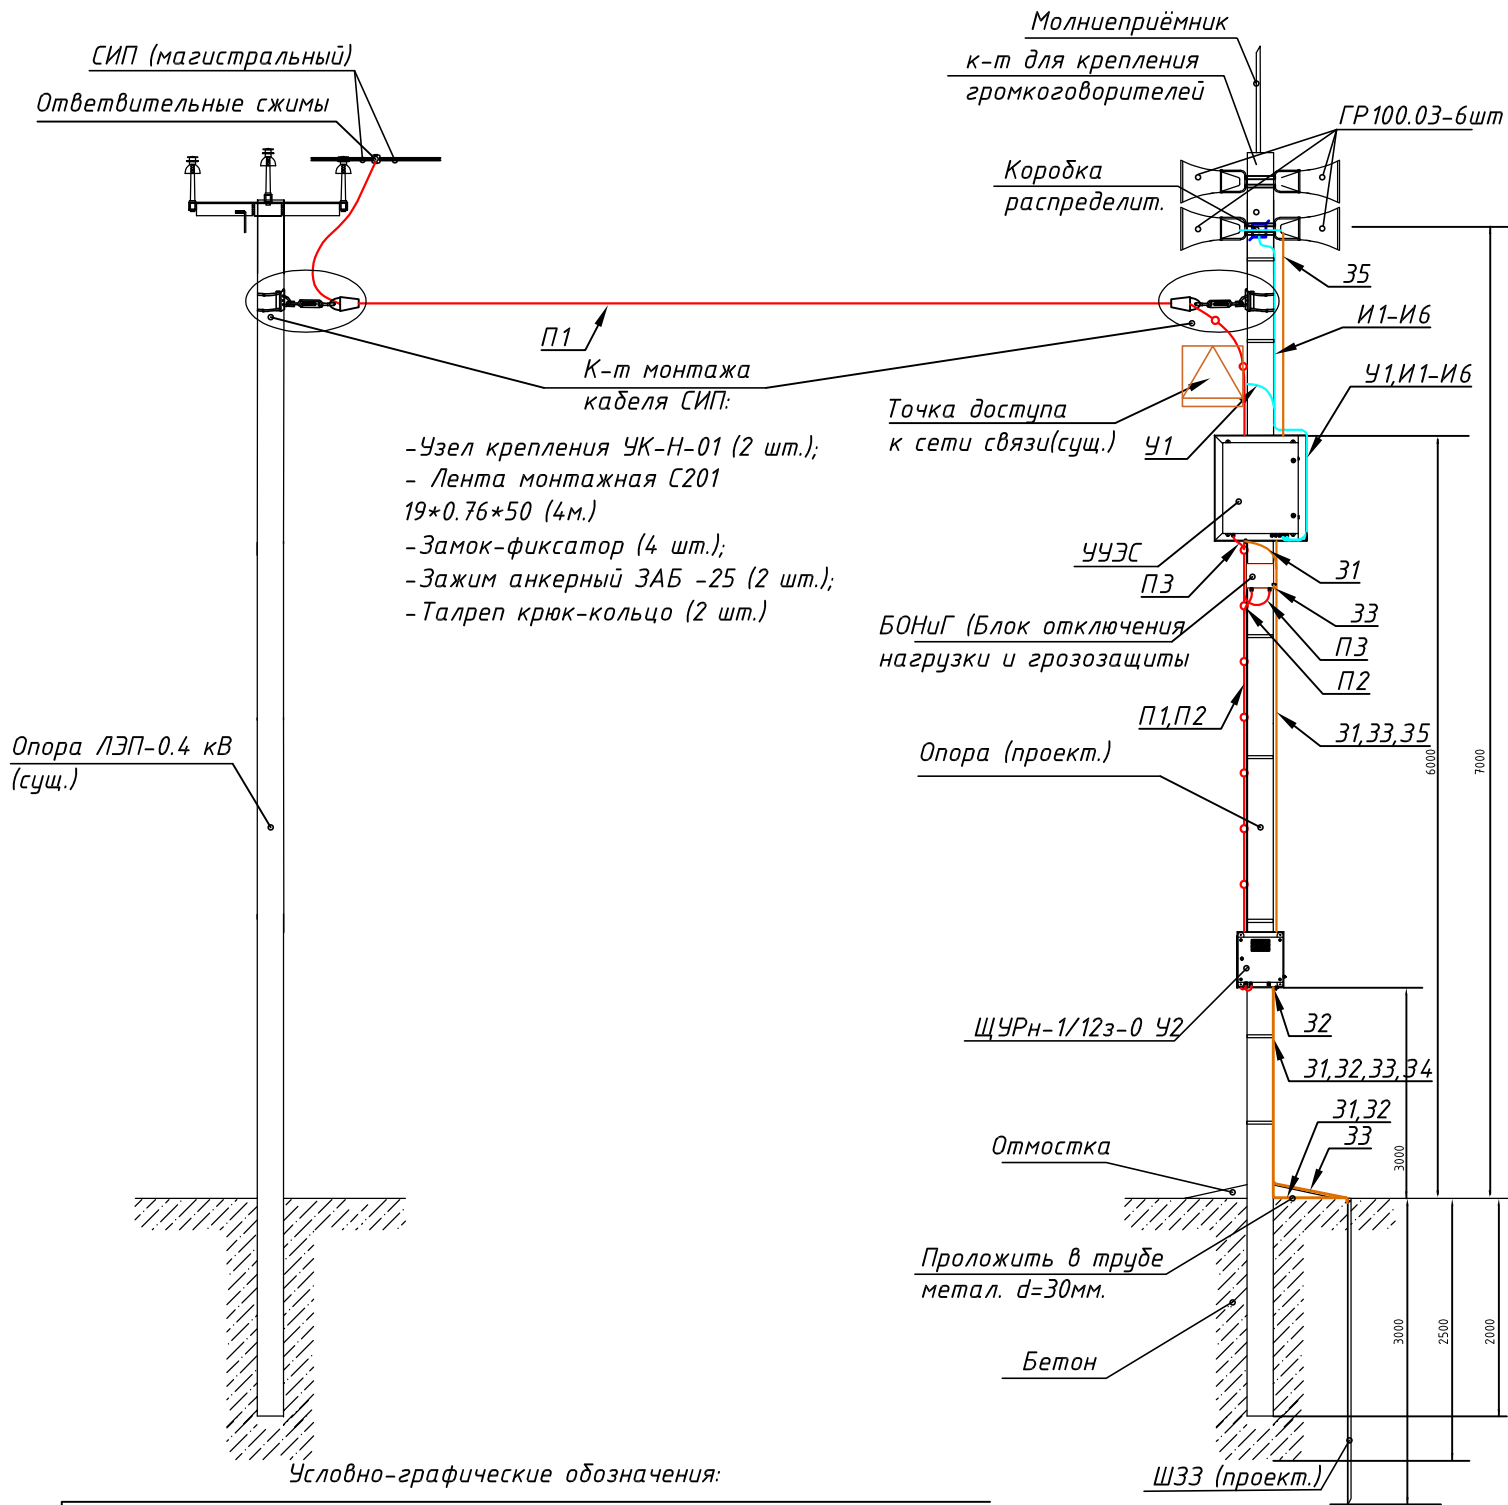 СИП (магистральный)
Ответвительные сжимы
Молниеприёмник
к-т для крепления
громкоговорителей
ГР100.03-6шт
Коробка
распределит.
35
И1-И6
П1
К-т монтажа
кабеля СИП:
-Узел крепления УК-Н-01 (2 шт.);
- Лента монтажная С201
19*0.76*50 (4м.)
-Замок-фиксатор (4 шт.);
-Зажим анкерный ЗАБ -25 (2 шт.);
-Талреп крюк-кольцо (2 шт.)
У1,И1-И6
Точка доступа
к сети связи(сущ.)
У1
УУЭС
П3
31
33
БОНиГ (Блок отключения
нагрузки и грозозащиты
П3
П2
П1,П2
31,33,35
Опора ЛЭП-0.4 кВ
(сущ.)
Опора (проект.)
6000
7000
ЩУРн-1/12з-0 У2
32
31,32,33,34
31,32
33
Отмостка
3000
Проложить в трубе
метал. d=30мм.
Бетон
3000
2500
2000
ШЗЗ (проект.)
Условно-графические обозначения: